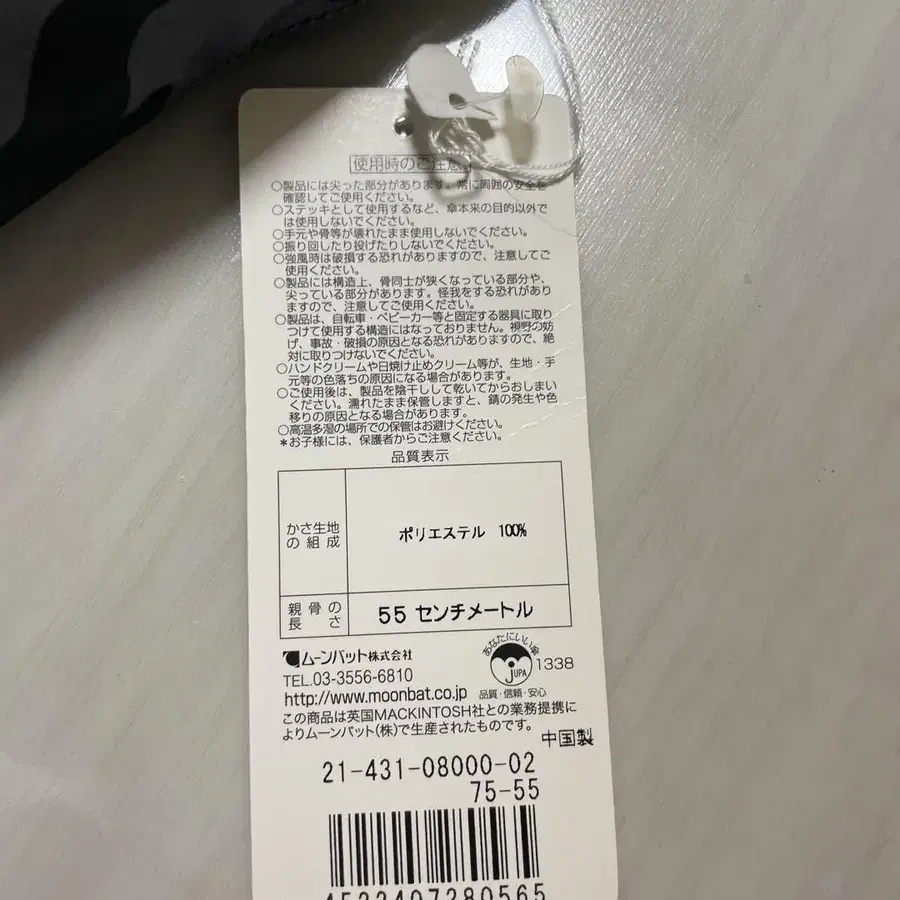 使用時のご注意
○製品には尖った部分があります。常に周囲の安全を
確認してご使用ください。
○ステッキとして使用するなど、傘本来の目的以外で
は使用しないでください。
○手元や骨等が壊れたまま使用しないでください。
○振り回したり投げたりしないでください。
○強風時は破損する恐れがありますので、注意してご
使用ください。
○製品には構造上、骨同士が狭くなっている部分や、
尖っている部分があります。怪我をする恐れがあり
ますので、注意してご使用ください。
○製品は、自転車・ベビーカー等と固定する器具に取り
つけて使用する構造にはなっておりません。視野の妨
げ、事故・破損の原因となる恐れがありますので、絶
対に取りつけないでください。
○ハンドクリームや日焼け止めクリーム等が、生地・手
元等の色落ちの原因になる場合があります。
○ご使用後は、製品を陰干しして乾いてからおしまい
ください。濡れたまま保管しますと、錆の発生や色
移りの原因となる場合があります。
○高温多湿の場所での保管はお避けください。
*お子様には、保護者からご注意ください。
品質表示
かさ生地
の組成
ポリエステル 100%
親骨の
長さ
55 センチメートル
ムーンバット株式会社
TEL.03-3556-6810
http://www.moonbat.co.jp
あなたにいい傘
JUPA
1338
品質・信頼・安心
この商品は英国MACKINTOSH社との業務提携に
よりムーンバット(株)で生産されたものです。
中国製
21-431-08000-02
75-55
4533407380565